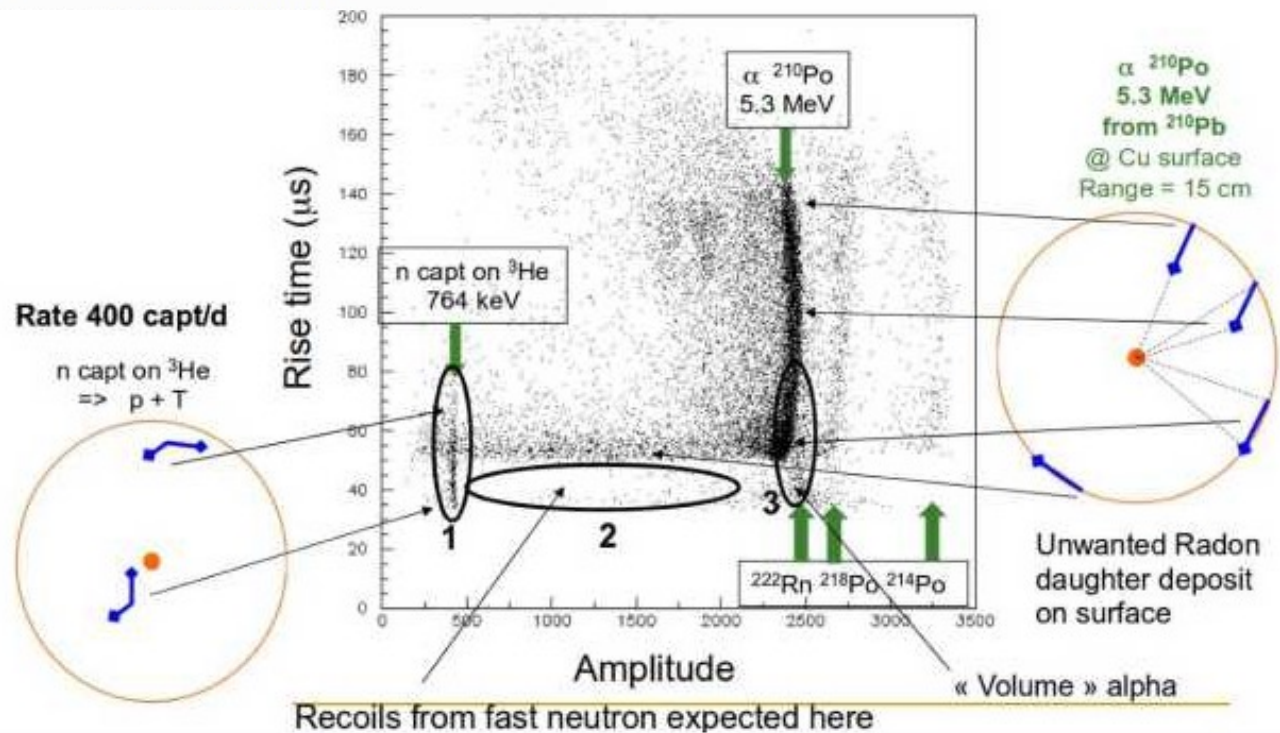 200
180
160
140
120
100
80
60
40
20
0
Rise time (μs)
0
500
1000
1500
2000
2500
3000
3500
Amplitude
α ²¹⁰Po
5.3 MeV
n capt on ³He
764 keV
1
2
3
²²²Rn ²¹⁸Po ²¹⁴Po
Rate 400 capt/d
n capt on ³He
=> p + T
α ²¹⁰Po
5.3 MeV
from ²¹⁰Pb
@ Cu surface
Range = 15 cm
Unwanted Radon
daughter deposit
on surface
« Volume » alpha
Recoils from fast neutron expected here